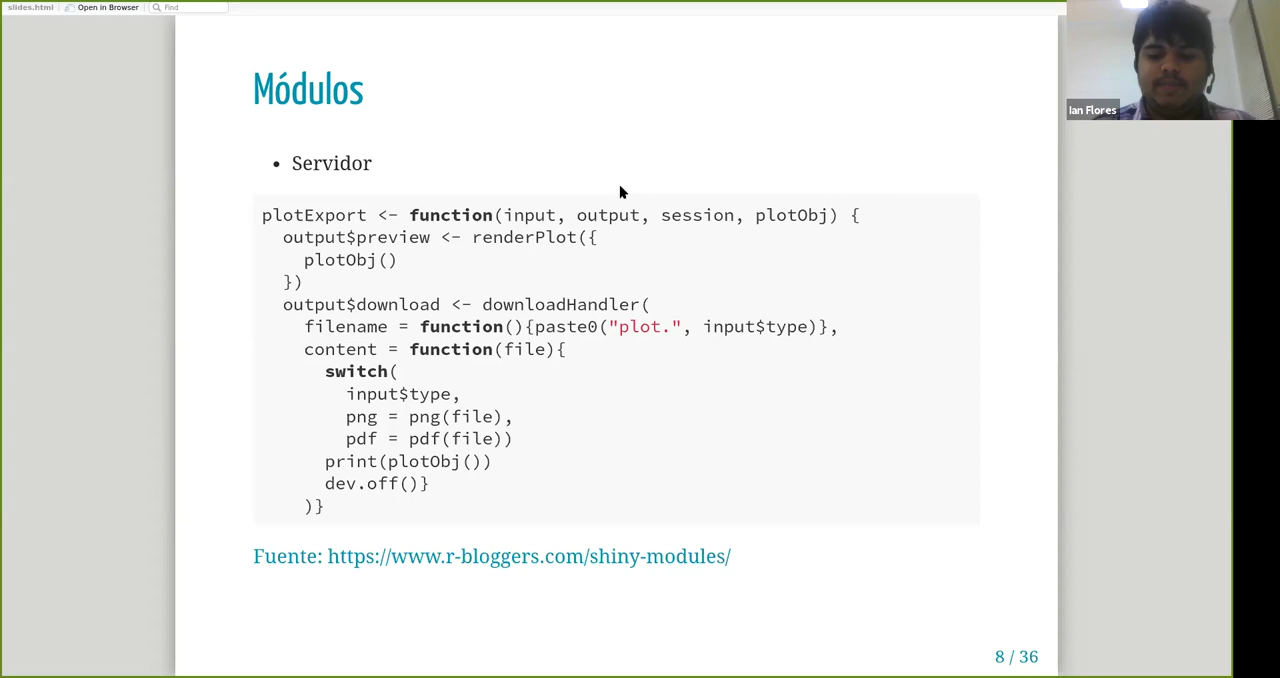 slides.html Open in Browser Find
Ian Flores
Módulos
• Servidor
plotExport <- function(input, output, session, plotObj) {
  output$preview <- renderPlot({
    plotObj()
  })
  output$download <- downloadHandler(
    filename = function(){paste0("plot.", input$type)},
    content = function(file){
      switch(
        input$type,
        png = png(file),
        pdf = pdf(file))
      print(plotObj())
      dev.off()}
    )}
Fuente: https://www.r-bloggers.com/shiny-modules/
8 / 36